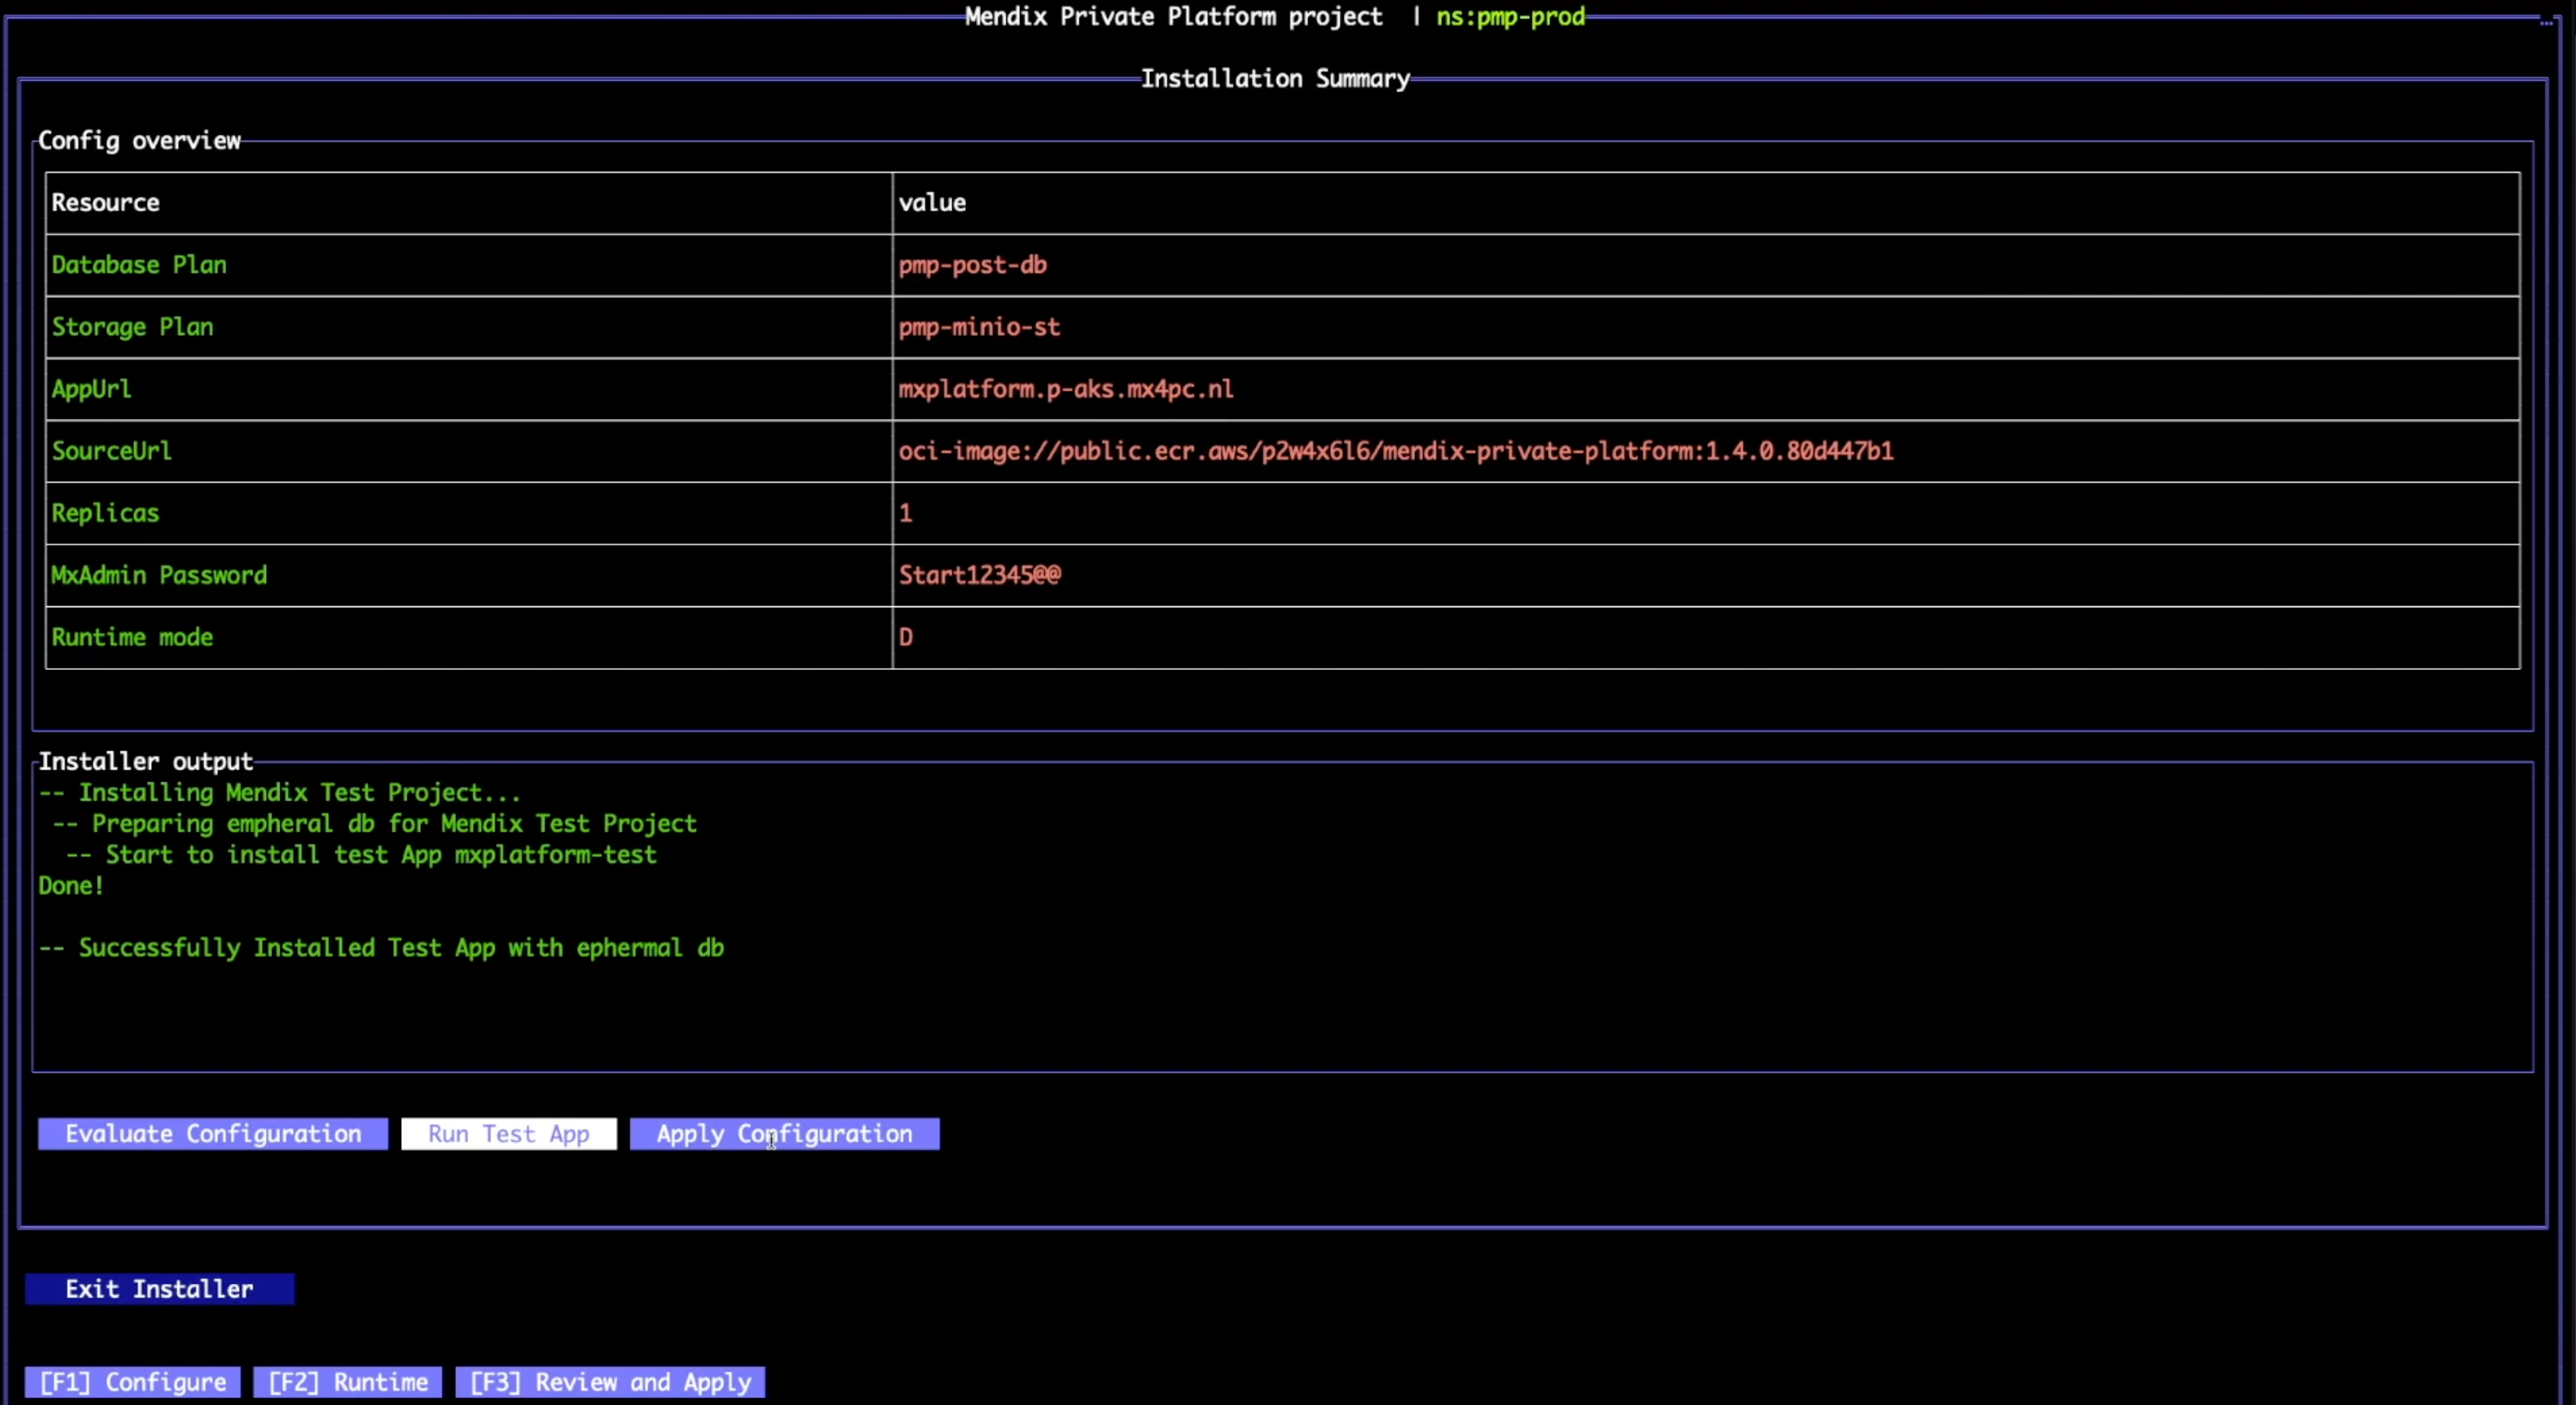 Mendix Private Platform project | ns:pmp-prod
Installation Summary
Config overview
Resource value
Database Plan pmp-post-db
Storage Plan pmp-minio-st
AppUrl mxplatform.p-aks.mx4pc.nl
SourceUrl oci-image://public.ecr.aws/p2w4x6l6/mendix-private-platform:1.4.0.80d447b1
Replicas 1
MxAdmin Password Start12345@@
Runtime mode D
Installer output
-- Installing Mendix Test Project...
-- Preparing empheral db for Mendix Test Project
-- Start to install test App mxplatform-test
Done!
-- Successfully Installed Test App with ephermal db
Evaluate Configuration Run Test App Apply Configuration
Exit Installer
[F1] Configure [F2] Runtime [F3] Review and Apply